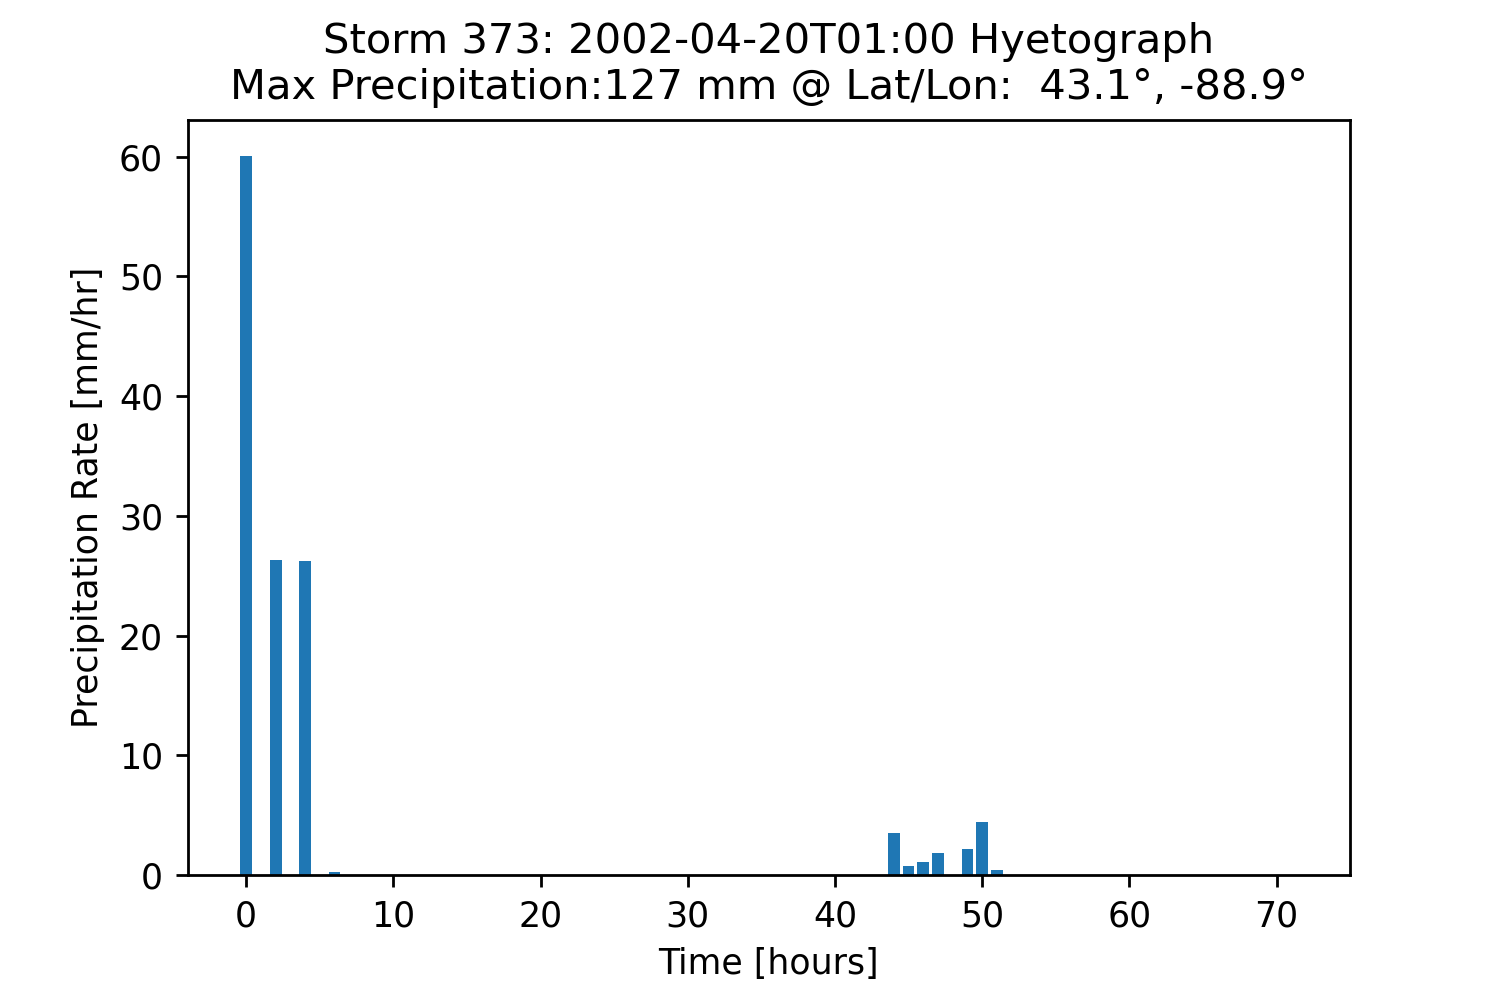 Storm 373: 2002-04-20T01:00 Hyetograph
Max Precipitation:127 mm @ Lat/Lon:  43.1°, -88.9°
Precipitation Rate [mm/hr]
60
50
40
30
20
10
0
0 10 20 30 40 50 60 70
Time [hours]